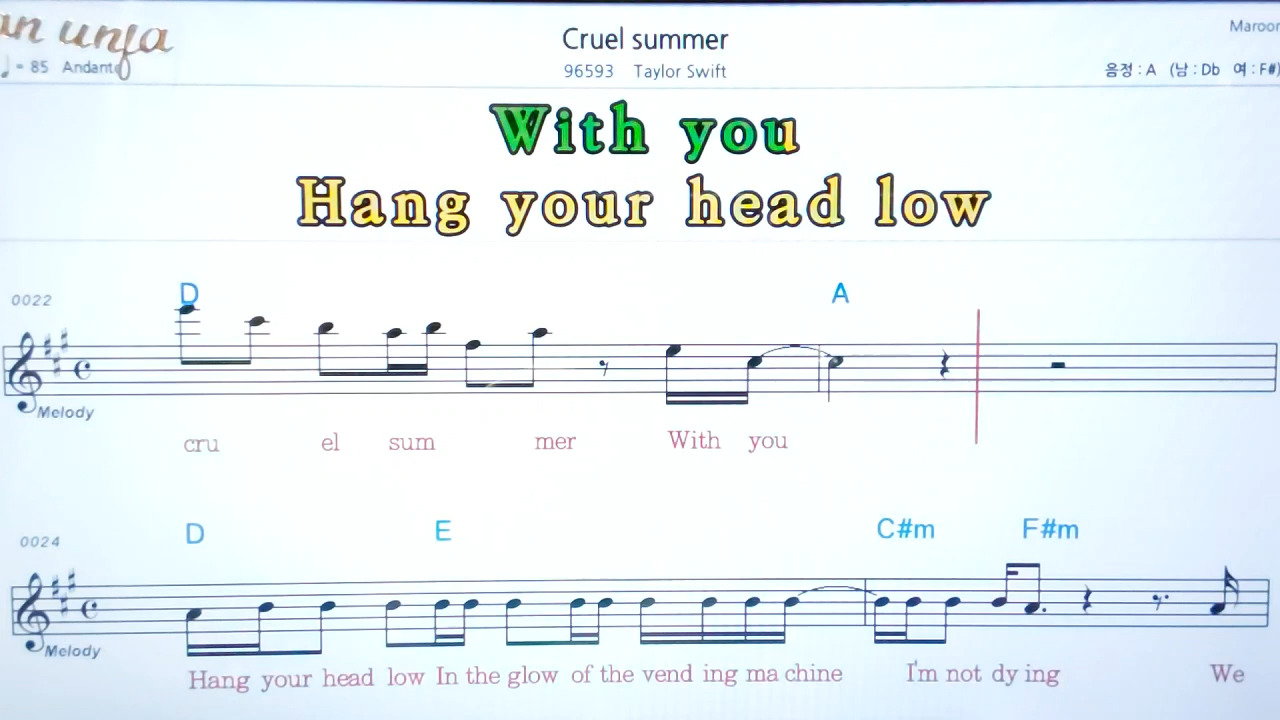 an unfa
Cruel summer
Maroon
♩= 85 Andante
96593 Taylor Swift
음정 : A (남 : Db 여 : F#)
With you
Hang your head low
0022
D A
Melody
cru el sum mer With you
0024
D E C#m F#m
Melody
Hang your head low In the glow of the vend ing ma chine I'm not dy ing We